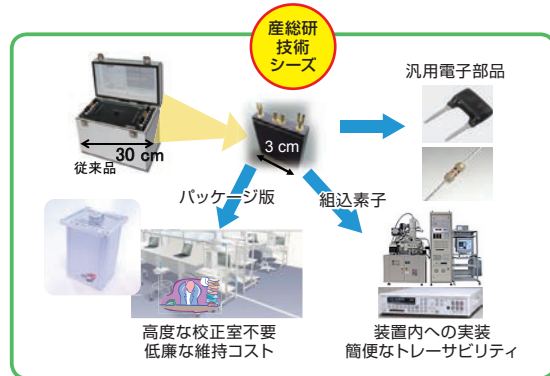 産総研
技術
シーズ
汎用電子部品
30 cm
従来品
3 cm
パッケージ版
組込素子
高度な校正室不要
低廉な維持コスト
装置内への実装
簡便なトレーサビリティ